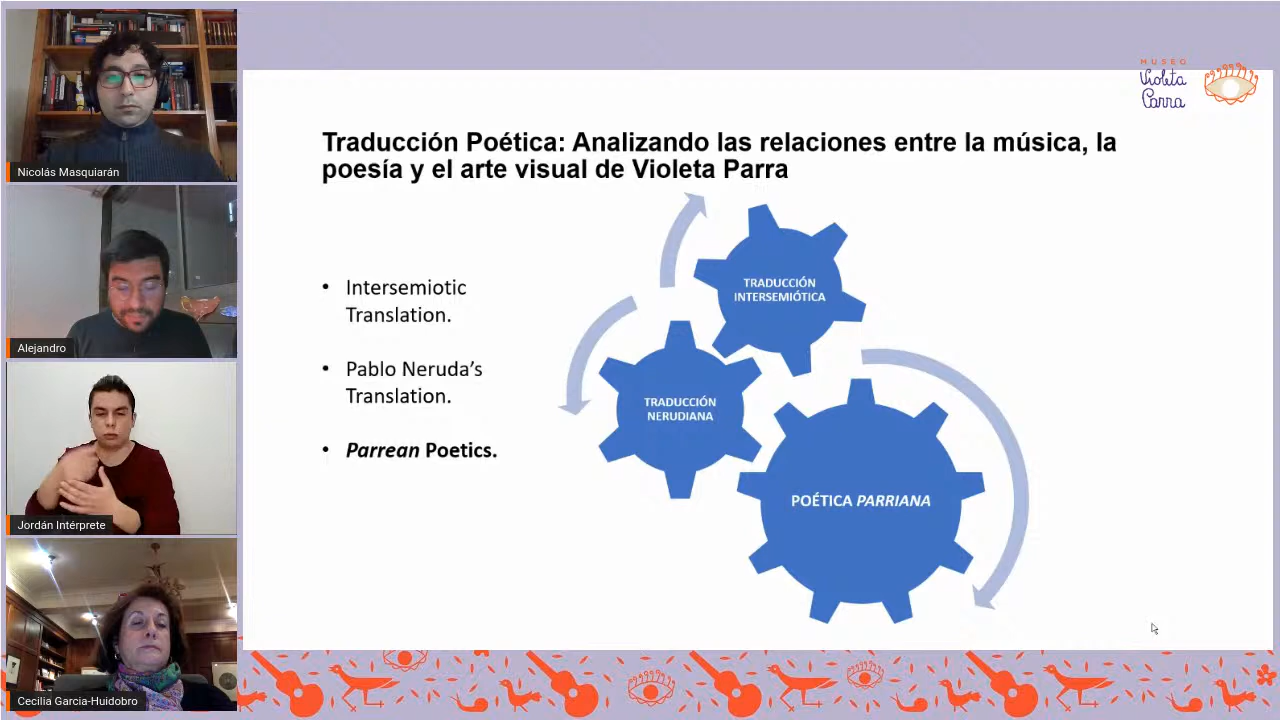 Nicolás Masquiarán
Alejandro
Jordán Intérprete
Cecilia Garcia-Huidobro
MUSEO
Violeta
Parra
Traducción Poética: Analizando las relaciones entre la música, la
poesía y el arte visual de Violeta Parra
• Intersemiotic
Translation.
• Pablo Neruda's
Translation.
• Parrean Poetics.
TRADUCCIÓN
INTERSEMIÓTICA
TRADUCCIÓN
NERUDIANA
POÉTICA PARRIANA